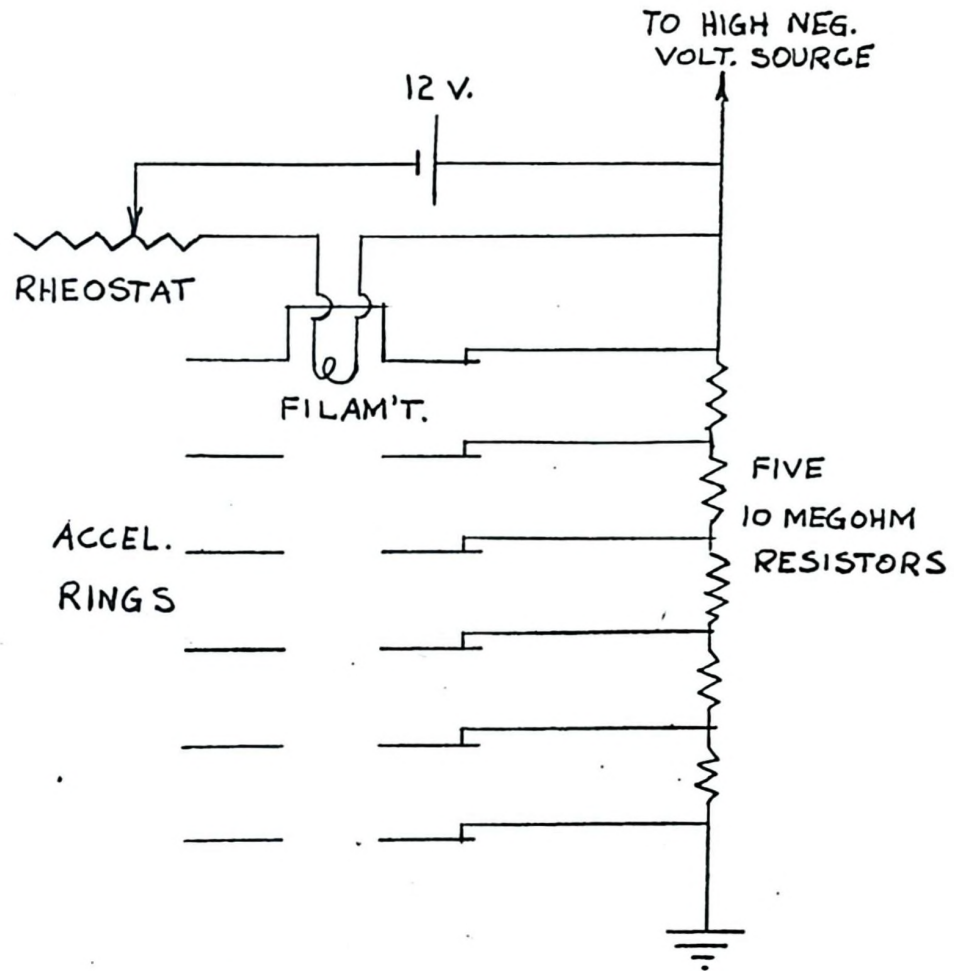 TO HIGH NEG.
VOLT. SOURCE
12 V.
RHEOSTAT
FILAM'T.
FIVE
10 MEGOHM
RESISTORS
ACCEL.
RINGS